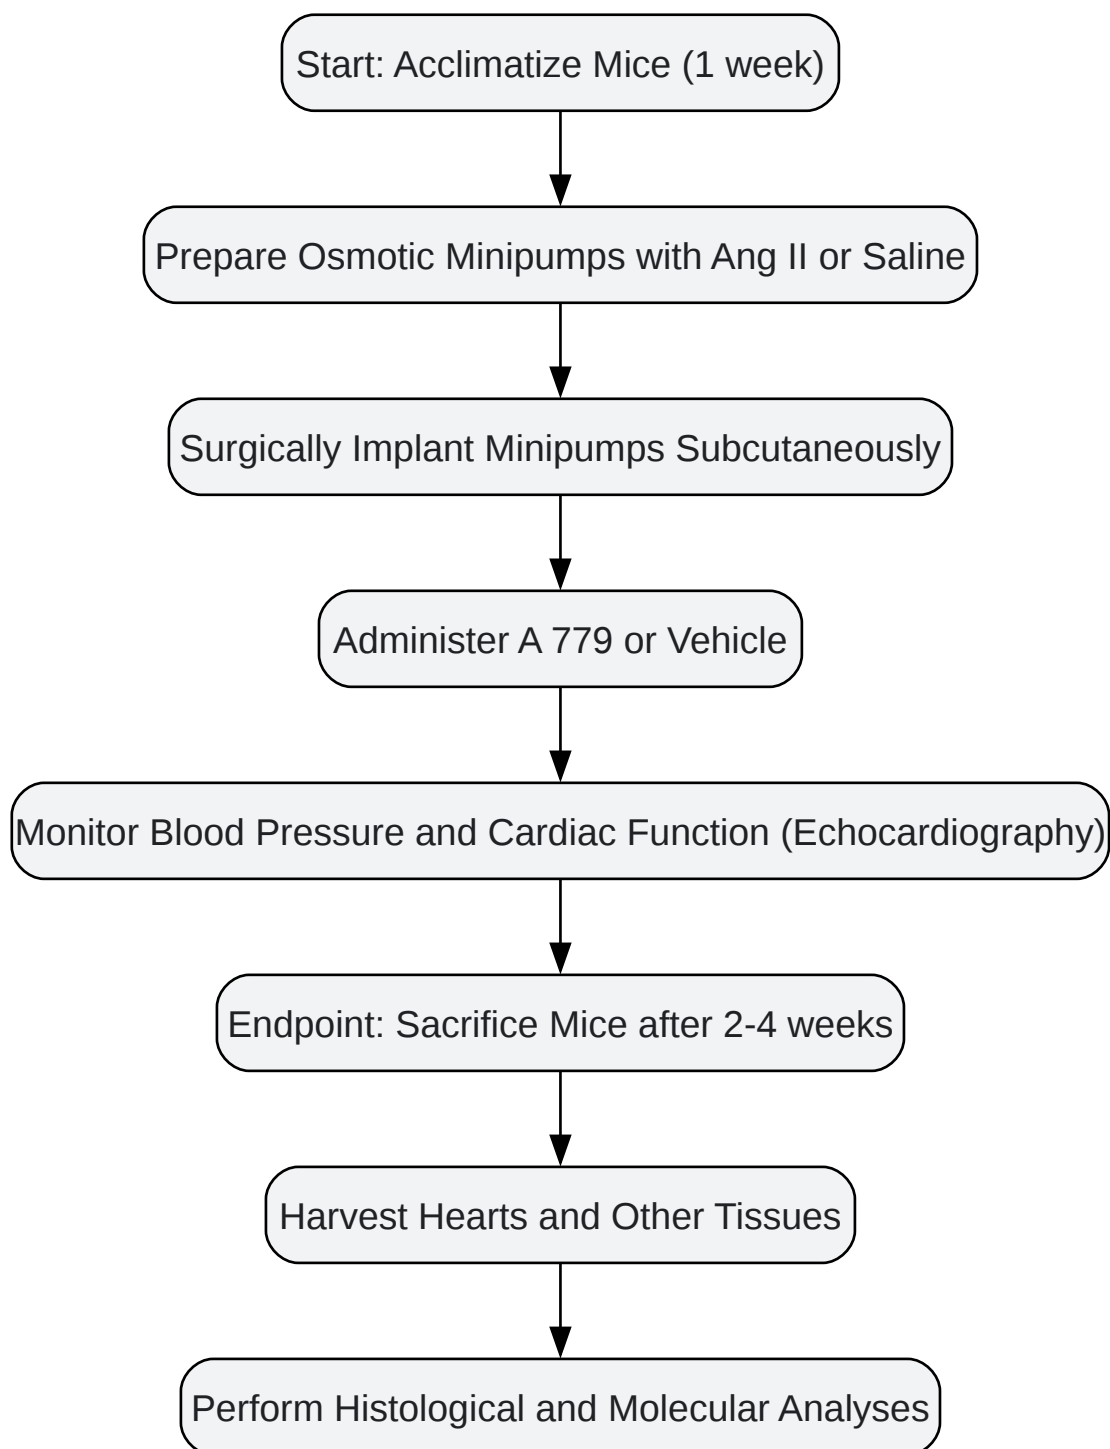 Start: Acclimatize Mice (1 week)
Prepare Osmotic Minipumps with Ang II or Saline
Surgically Implant Minipumps Subcutaneously
Administer A 779 or Vehicle
Monitor Blood Pressure and Cardiac Function (Echocardiography)
Endpoint: Sacrifice Mice after 2-4 weeks
Harvest Hearts and Other Tissues
Perform Histological and Molecular Analyses